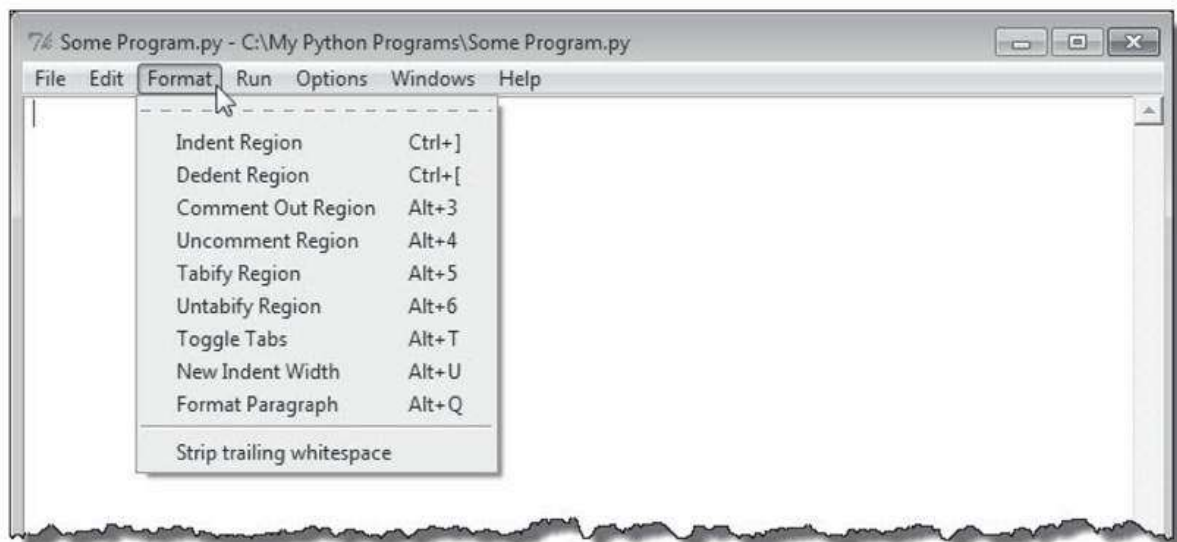 Some Program.py - C:\My Python Programs\Some Program.py
File Edit Format Run Options Windows Help
Indent Region Ctrl+]
Dedent Region Ctrl+[
Comment Out Region Alt+3
Uncomment Region Alt+4
Tabify Region Alt+5
Untabify Region Alt+6
Toggle Tabs Alt+T
New Indent Width Alt+U
Format Paragraph Alt+Q
Strip trailing whitespace